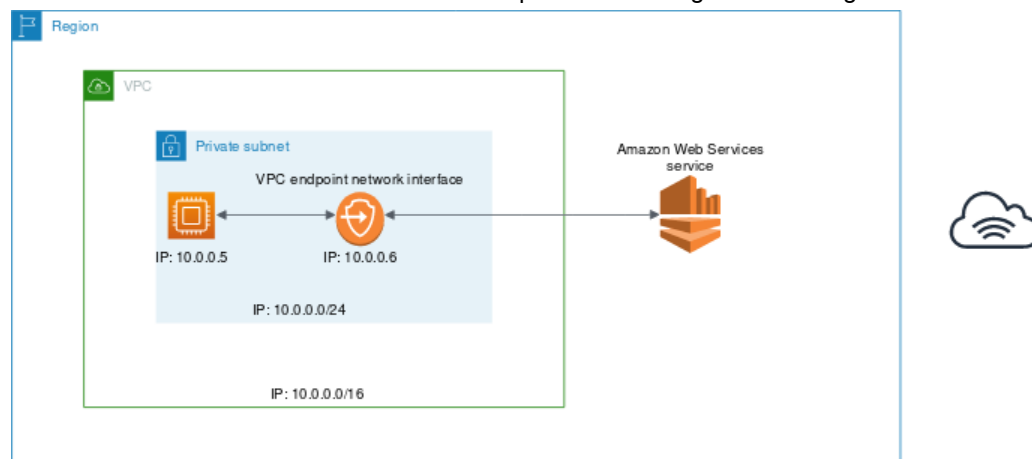 Region
VPC
Private subnet
VPC endpoint network interface
IP: 10.0.0.5
IP: 10.0.0.6
IP: 10.0.0.0/24
IP: 10.0.0.0/16
Amazon Web Services
service